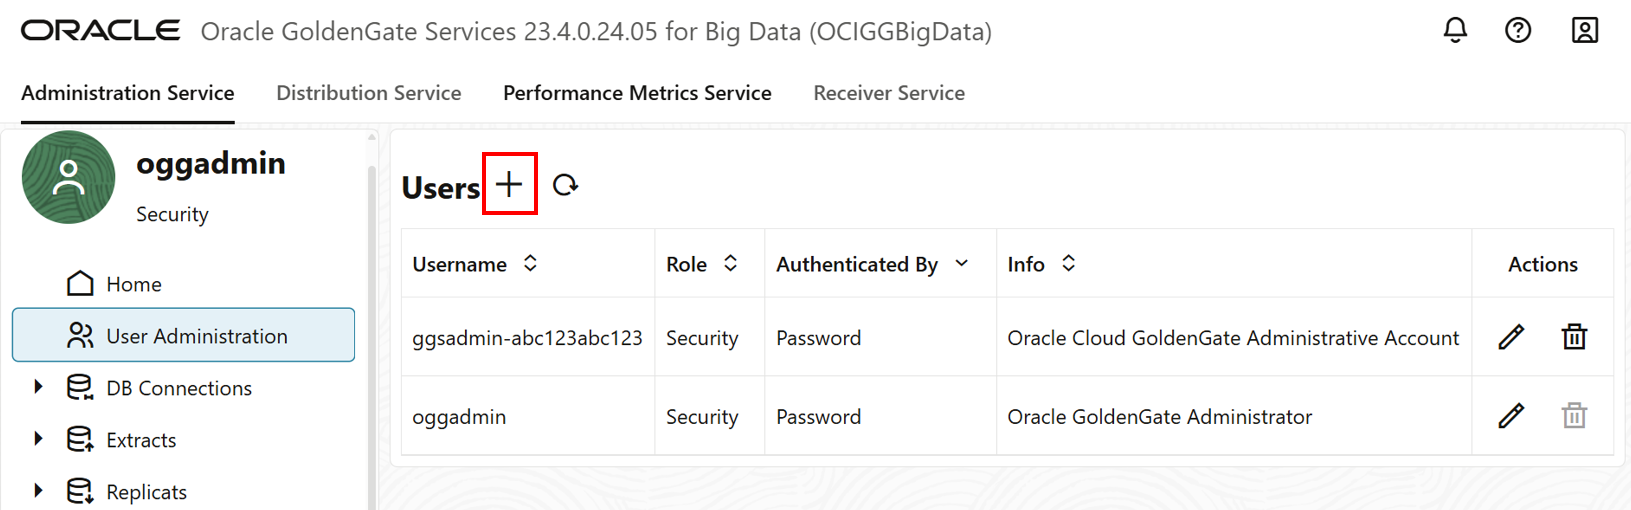 ORACLE Oracle GoldenGate Services 23.4.0.24.05 for Big Data (OCIGGBigData)
Administration Service Distribution Service Performance Metrics Service Receiver Service
oggadmin
Security
Home
User Administration
DB Connections
Extracts
Replicats
Users
Username Role Authenticated By Info Actions
ggsadmin-abc123abc123 Security Password Oracle Cloud GoldenGate Administrative Account
oggadmin Security Password Oracle GoldenGate Administrator